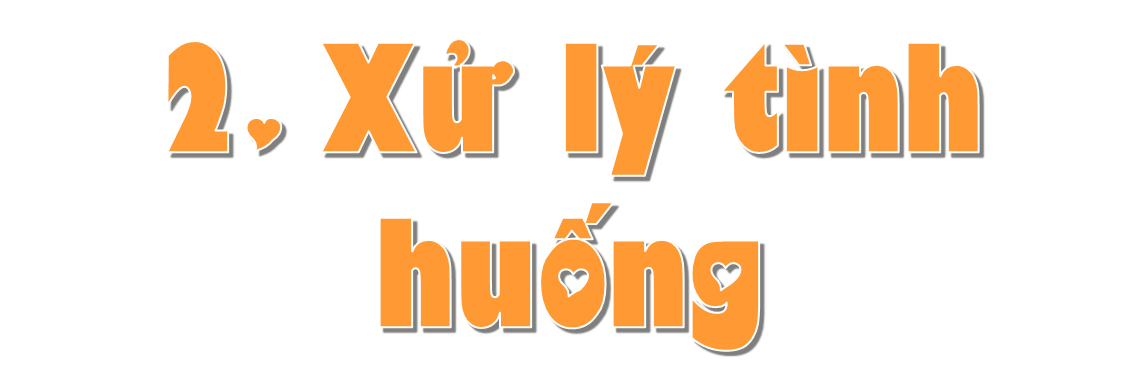 2. Xử lý tình
huống